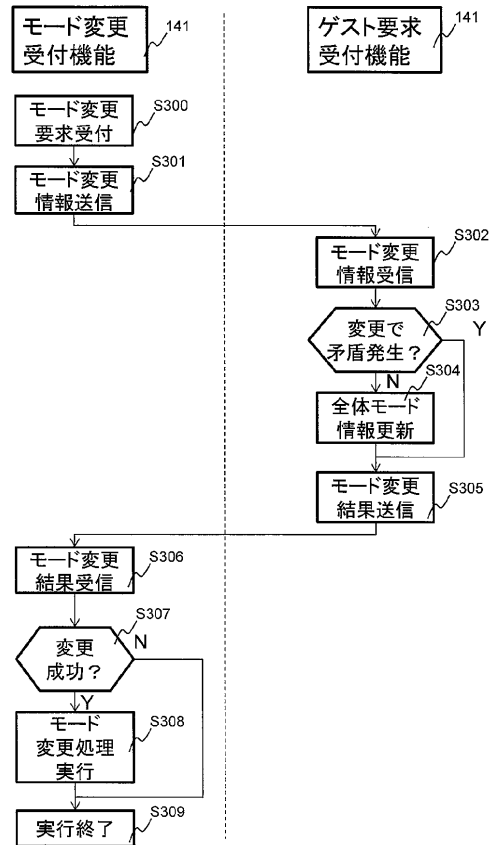 モード変更
受付機能
141
ゲスト要求
受付機能
141
モード変更
要求受付
S300
モード変更
情報送信
S301
モード変更
情報受信
S302
変更で
矛盾発生？
S303
Y
N
S304
全体モード
情報更新
モード変更
結果送信
S305
モード変更
結果受信
S306
変更
成功？
S307
N
Y
モード
変更処理
実行
S308
実行終了
S309